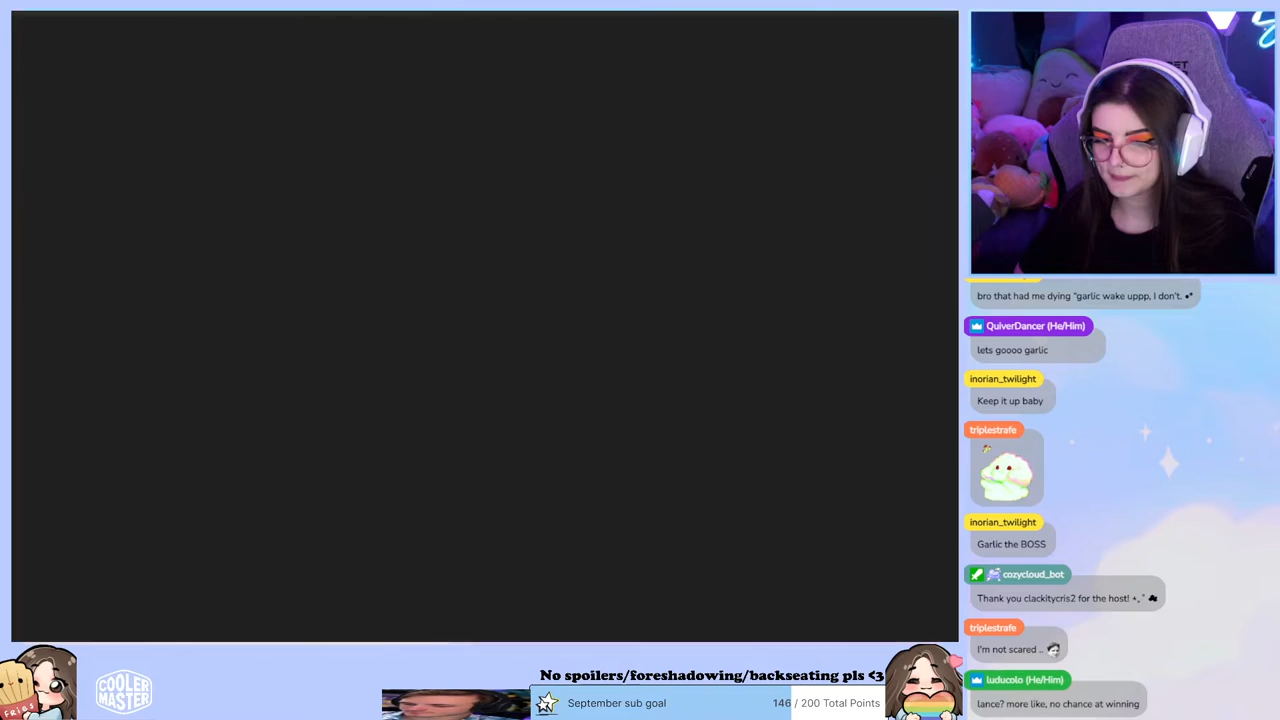 bro that had me dying "garlic wake uppp, I don't.
QuiverDancer (He/Him)
lets goooo garlic
inorian_twilight
Keep it up baby
triplestrafe
inorian_twilight
Garlic the BOSS
cozycloud_bot
Thank you clackitycris2 for the host!
triplestrafe
I'm not scared ..
luducolo (He/Him)
lance? more like, no chance at winning
No spoilers/foreshadowing/backseating pls <3
September sub goal
146 / 200 Total Points
COOLER
MASTER
FRIES